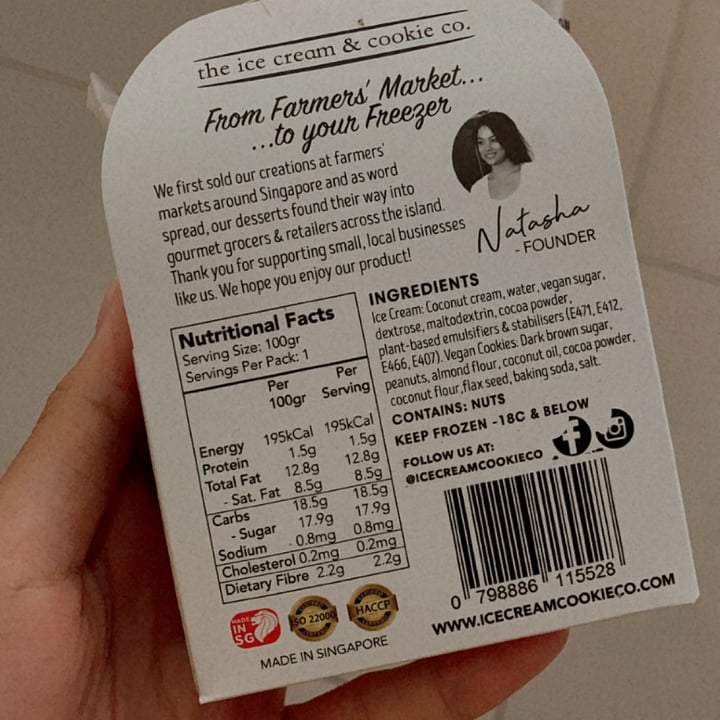 the ice cream & cookie co.
From Farmers' Market...
...to your Freezer
We first sold our creations at farmers'
markets around Singapore and as word
spread, our desserts found their way into
gourmet grocers & retailers across the island.
Thank you for supporting small, local businesses
like us. We hope you enjoy our product!
Natasha
- FOUNDER
Nutritional Facts
Serving Size: 100gr
Servings Per Pack: 1
Per 100gr Per Serving
Energy 195kCal 195kCal
Protein 1.5g 1.5g
Total Fat 12.8g 12.8g
- Sat. Fat 8.5g 8.5g
Carbs 18.5g 18.5g
- Sugar 17.9g 17.9g
Sodium 0.8mg 0.8mg
Cholesterol 0.2mg 0.2mg
Dietary Fibre 2.2g 2.2g
INGREDIENTS
Ice Cream: Coconut cream, water, vegan sugar,
dextrose, maltodextrin, cocoa powder,
plant-based emulsifiers & stabilisers (E471, E412,
E466, E407). Vegan Cookies: Dark brown sugar,
peanuts, almond flour, coconut oil, cocoa powder,
coconut flour,flax seed, baking soda, salt.
CONTAINS: NUTS
KEEP FROZEN -18C & BELOW
FOLLOW US AT:
@ICECREAMCOOKIECO
0 798886 115528
WWW.ICECREAMCOOKIECO.COM
MADE
IN
SG
ISO 22000
HACCP
MADE IN SINGAPORE